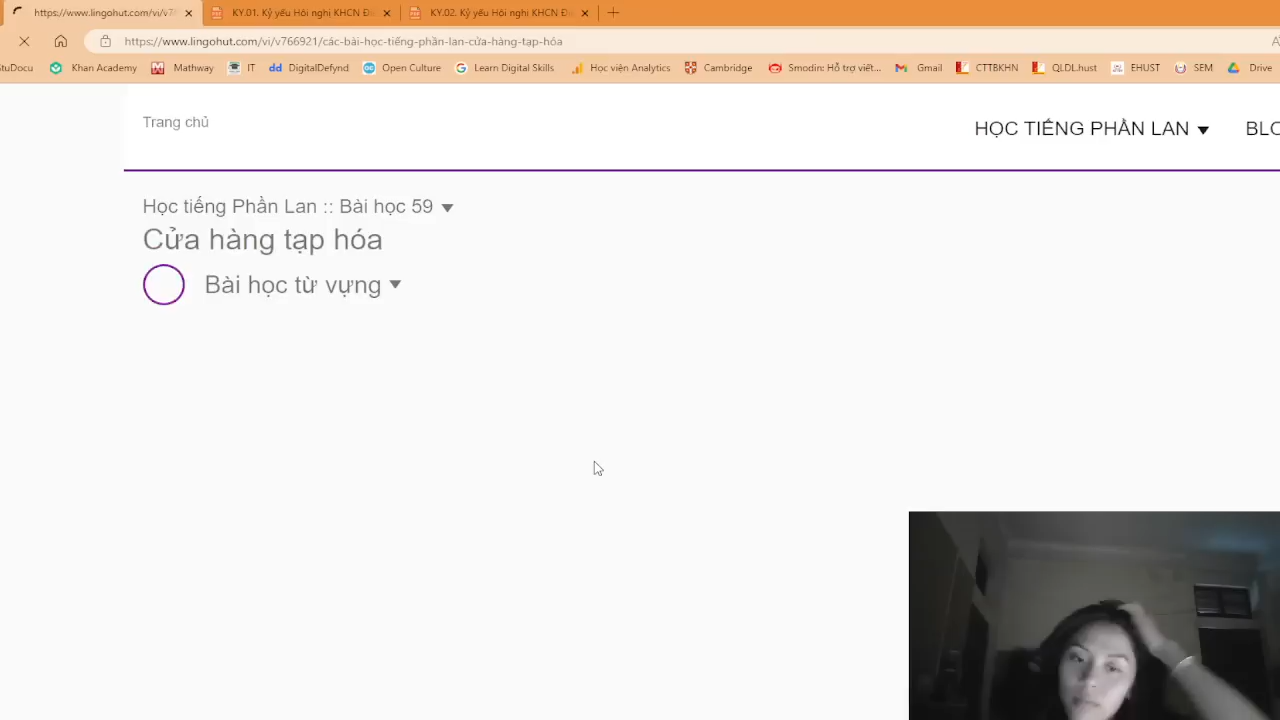 https://www.lingohut.com/vi/v7
KY.01. Kỷ yếu Hội nghị KHCN Đi
KY.02. Kỷ yếu Hội nghị KHCN Đi
https://www.lingohut.com/vi/v766921/các-bài-học-tiếng-phần-lan-cửa-hàng-tạp-hóa
StuDocu Khan Academy Mathway IT DigitalDefynd Open Culture Learn Digital Skills Học viện Analytics Cambridge Smodin: Hỗ trợ viết... Gmail CTTBKHN QLDL.hust EHUST SEM Drive
Trang chủ
HỌC TIẾNG PHẦN LAN BLO
Học tiếng Phần Lan :: Bài học 59
Cửa hàng tạp hóa
Bài học từ vựng